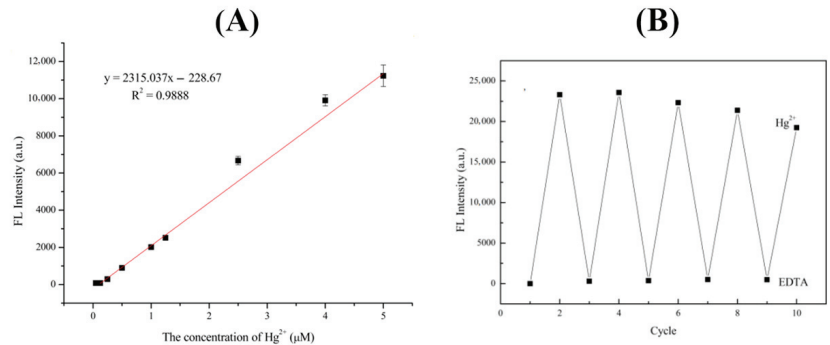 (A)
y = 2315.037x − 228.67
R² = 0.9888
FL Intensity (a.u.)
12.000
10.000
8000
6000
4000
2000
0
0 1 2 3 4 5
The concentration of Hg²⁺ (µM)
(B)
FL Intensity (a.u.)
25,000
20,000
15,000
10,000
5000
0
Hg²⁺
EDTA
0 2 4 6 8 10
Cycle